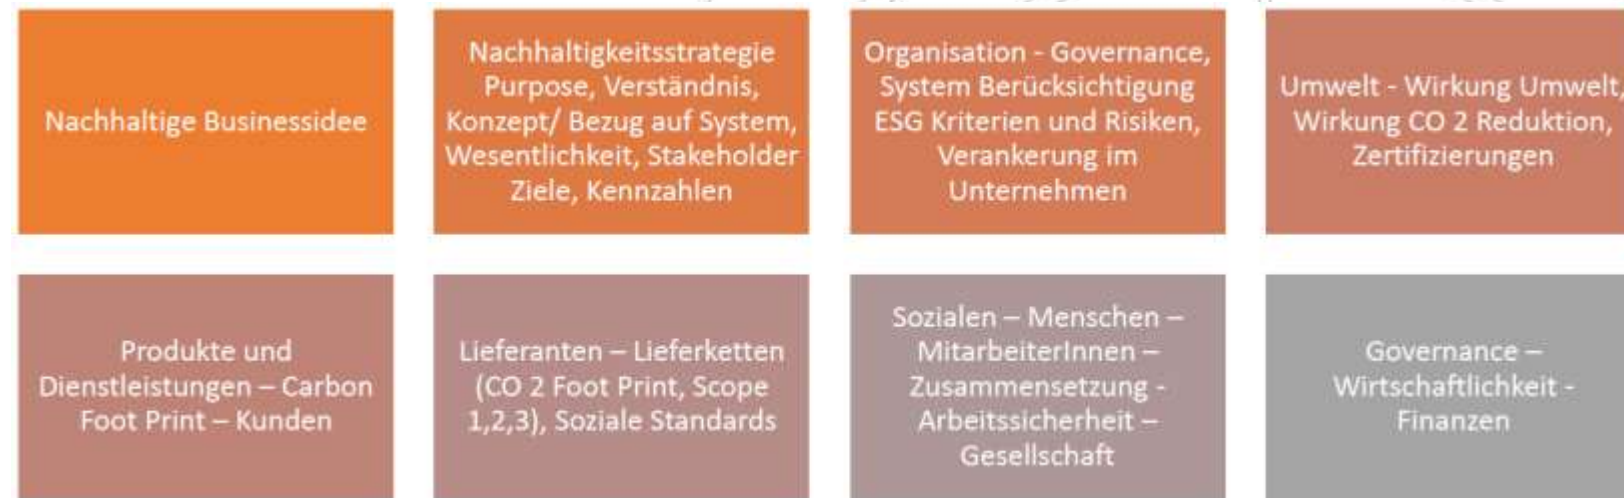 Nachhaltige Businessidee
Nachhaltigkeitsstrategie
Purpose, Verständnis,
Konzept/ Bezug auf System,
Wesentlichkeit, Stakeholder
Ziele, Kennzahlen
Organisation - Governance,
System Berücksichtigung
ESG Kriterien und Risiken,
Verankerung im
Unternehmen
Umwelt - Wirkung Umwelt,
Wirkung CO 2 Reduktion,
Zertifizierungen
Produkte und
Dienstleistungen – Carbon
Foot Print – Kunden
Lieferanten – Lieferketten
(CO 2 Foot Print, Scope
1,2,3), Soziale Standards
Sozialen – Menschen –
MitarbeiterInnen –
Zusammensetzung -
Arbeitssicherheit –
Gesellschaft
Governance –
Wirtschaftlichkeit -
Finanzen